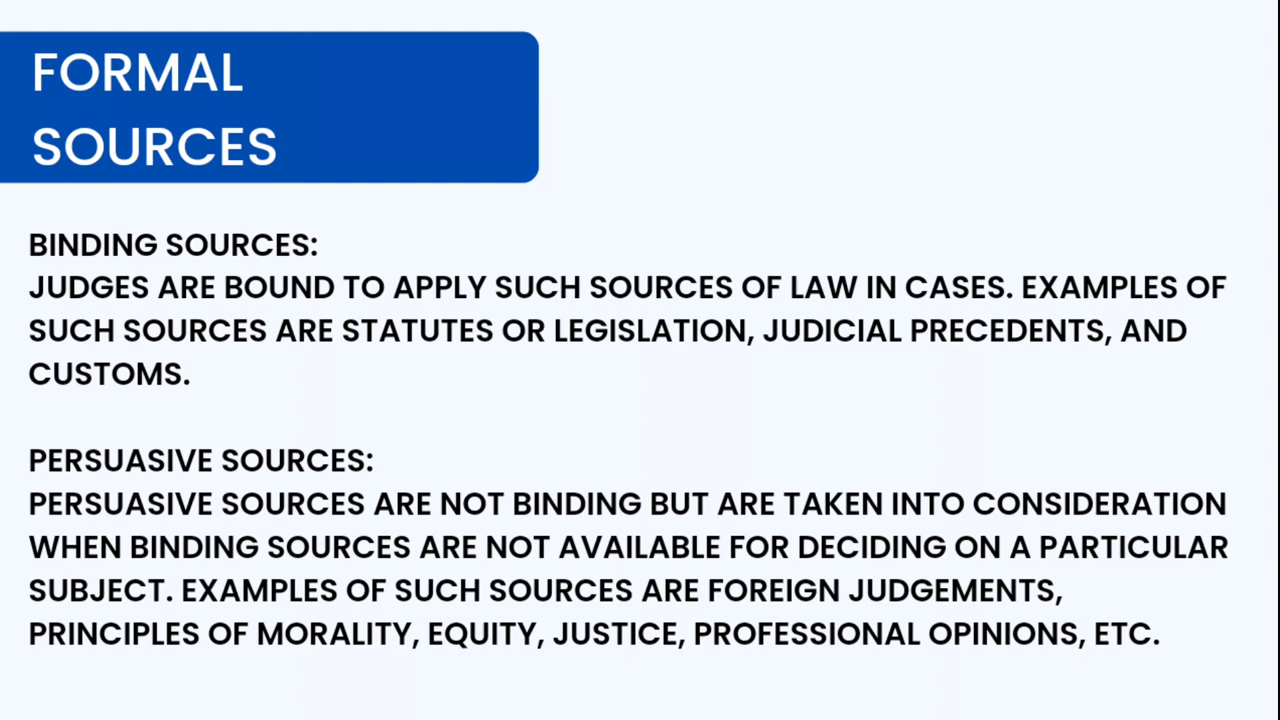 FORMAL
SOURCES
BINDING SOURCES:
JUDGES ARE BOUND TO APPLY SUCH SOURCES OF LAW IN CASES. EXAMPLES OF
SUCH SOURCES ARE STATUTES OR LEGISLATION, JUDICIAL PRECEDENTS, AND
CUSTOMS.
PERSUASIVE SOURCES:
PERSUASIVE SOURCES ARE NOT BINDING BUT ARE TAKEN INTO CONSIDERATION
WHEN BINDING SOURCES ARE NOT AVAILABLE FOR DECIDING ON A PARTICULAR
SUBJECT. EXAMPLES OF SUCH SOURCES ARE FOREIGN JUDGEMENTS,
PRINCIPLES OF MORALITY, EQUITY, JUSTICE, PROFESSIONAL OPINIONS, ETC.